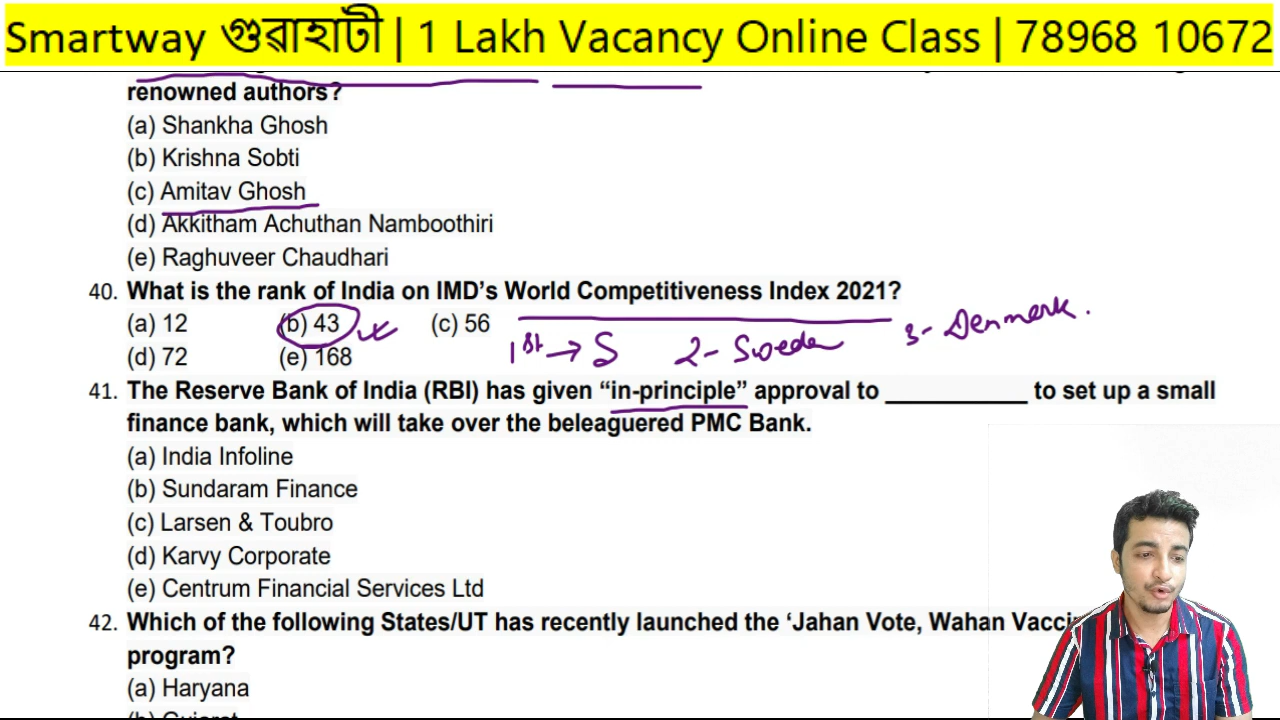 Smartway গুৱাহাটী | 1 Lakh Vacancy Online Class | 78968 10672
renowned authors?
(a) Shankha Ghosh
(b) Krishna Sobti
(c) Amitav Ghosh
(d) Akkitham Achuthan Namboothiri
(e) Raghuveer Chaudhari
40. What is the rank of India on IMD’s World Competitiveness Index 2021?
(a) 12 (b) 43 (c) 56
(d) 72 (e) 168
1st → S 2- Sweden 3- Denmark.
41. The Reserve Bank of India (RBI) has given “in-principle” approval to ___________ to set up a small
finance bank, which will take over the beleaguered PMC Bank.
(a) India Infoline
(b) Sundaram Finance
(c) Larsen & Toubro
(d) Karvy Corporate
(e) Centrum Financial Services Ltd
42. Which of the following States/UT has recently launched the ‘Jahan Vote, Wahan
program?
(a) Haryana